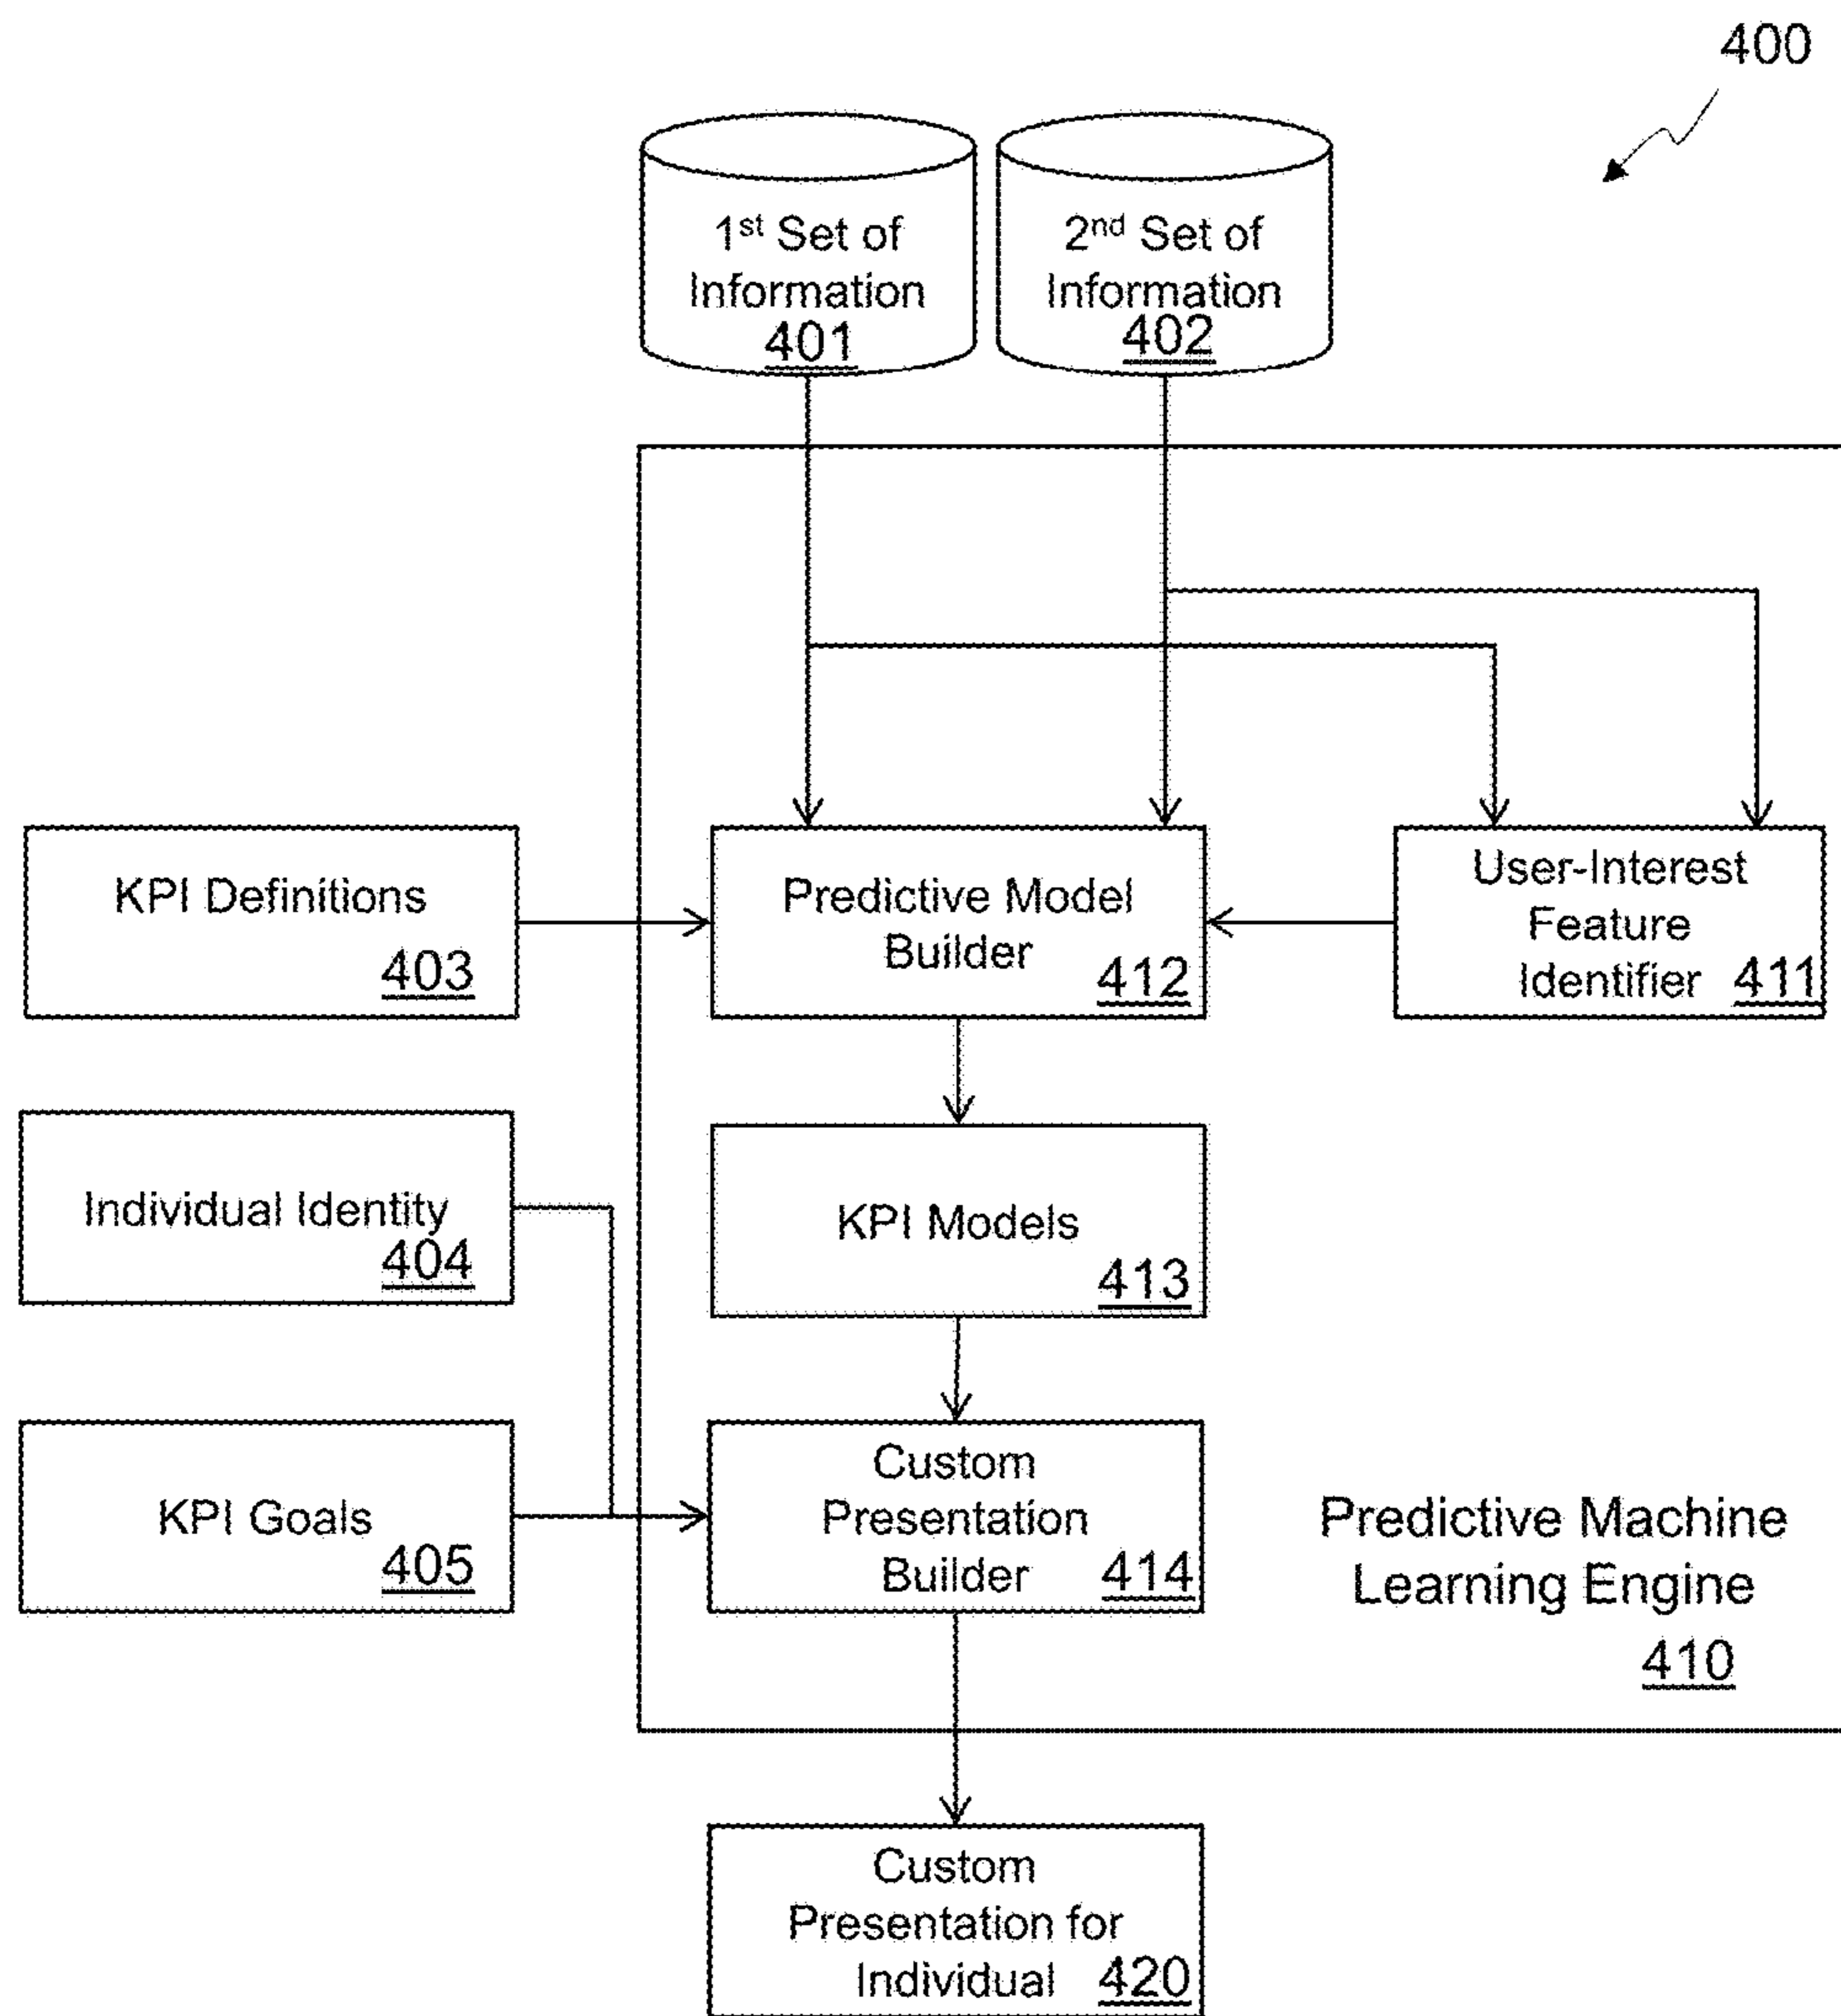 400
1st Set of
Information
401
2nd Set of
Information
402
KPI Definitions
403
Predictive Model
Builder
412
User-Interest
Feature
Identifier 411
Individual Identity
404
KPI Models
413
KPI Goals
405
Custom
Presentation
Builder 414
Predictive Machine
Learning Engine
410
Custom
Presentation for
Individual 420